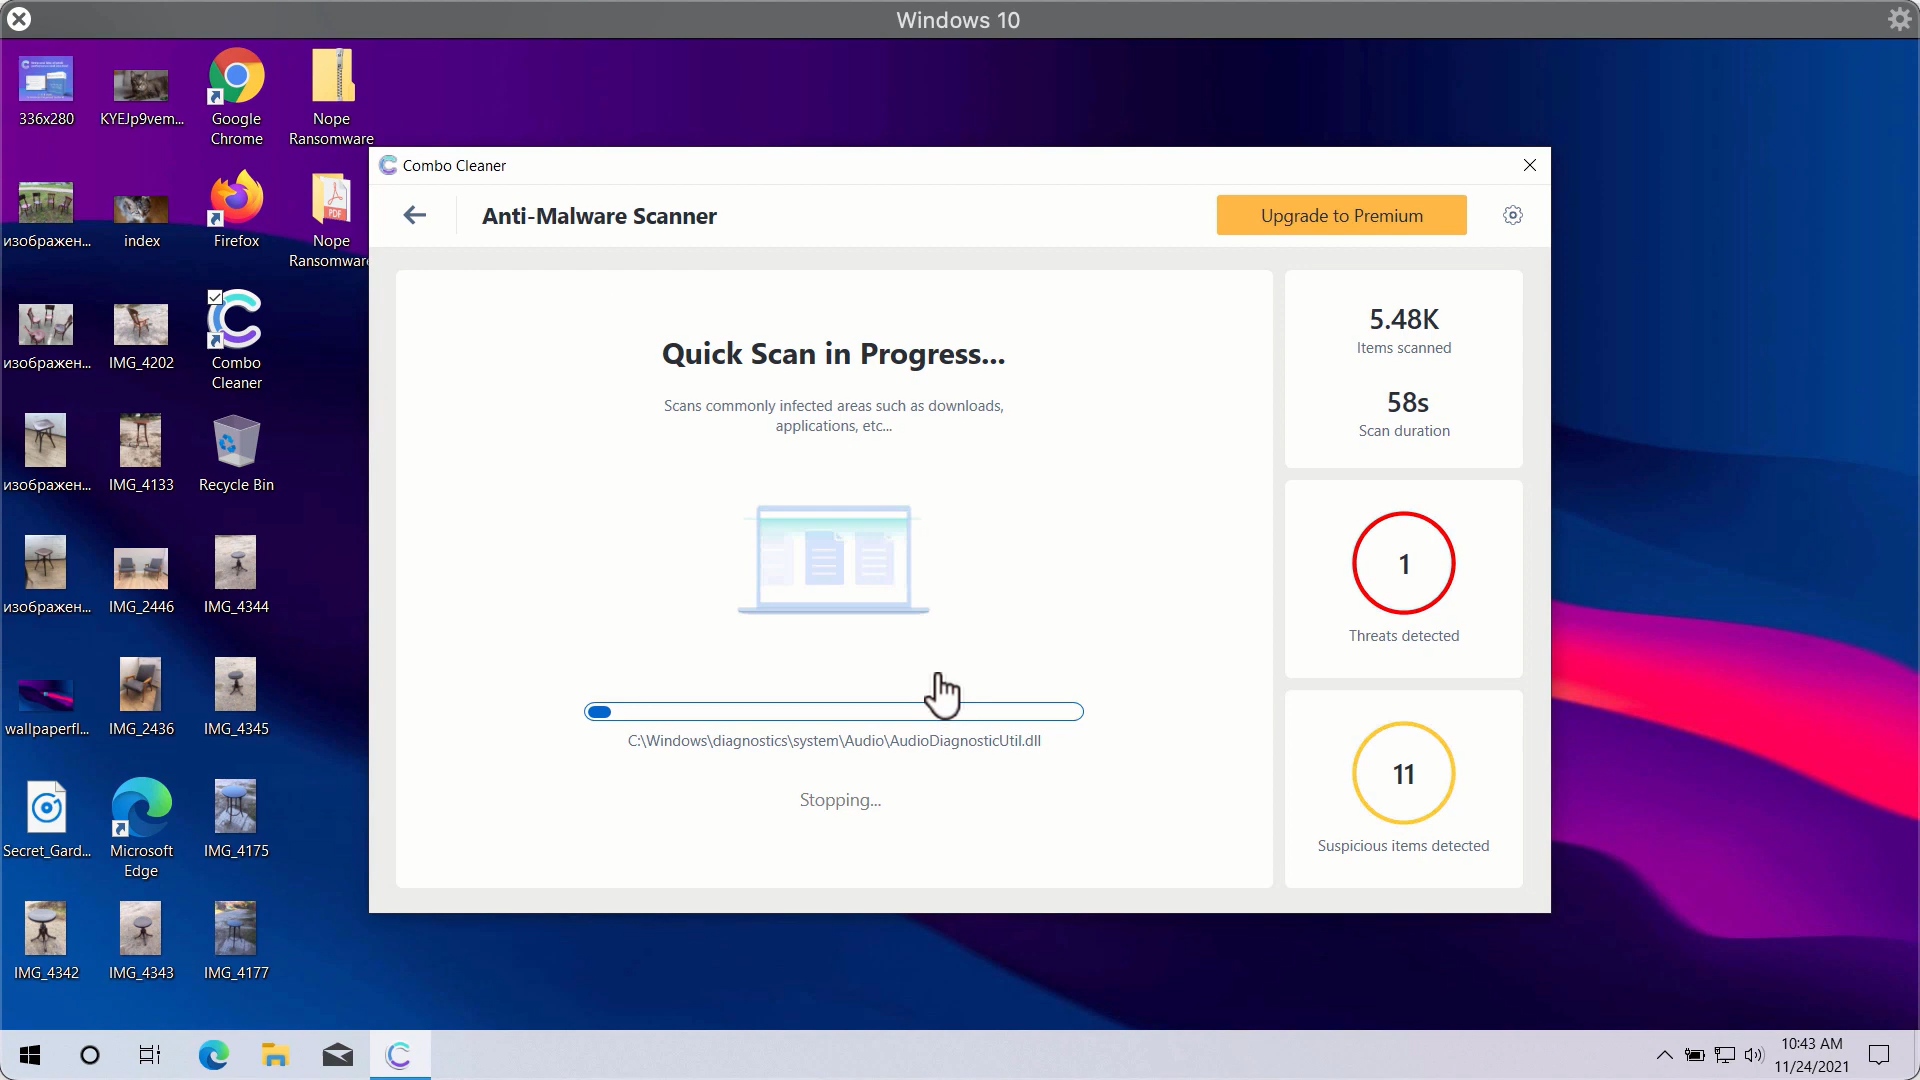 Windows 10
336x280
KYEJp9vem...
Google
Chrome
Nope
Ransomware
изображен...
index
Firefox
Nope
Ransomware
изображен...
IMG_4202
Combo
Cleaner
изображен...
IMG_4133
Recycle Bin
изображен...
IMG_2446
IMG_4344
wallpaperfl...
IMG_2436
IMG_4345
Secret_Gard...
Microsoft
Edge
IMG_4175
IMG_4342
IMG_4343
IMG_4177
Combo Cleaner
Anti-Malware Scanner
Upgrade to Premium
Quick Scan in Progress...
Scans commonly infected areas such as downloads,
applications, etc...
C:\Windows\diagnostics\system\Audio\AudioDiagnosticUtil.dll
Stopping...
5.48K
Items scanned
58s
Scan duration
1
Threats detected
11
Suspicious items detected
PDF
10:43 AM
11/24/2021